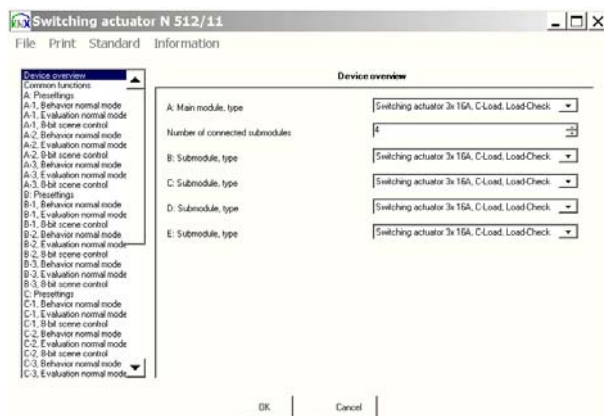 KNX Switching actuator N 512/11
File Print Standard Information
Device overview
Common functions
A: Presettings
A-1, Behavior normal mode
A-1, Evaluation normal mode
A-1, 8-bit scene control
A-2, Behavior normal mode
A-2, Evaluation normal mode
A-2, 8-bit scene control
A-3, Behavior normal mode
A-3, Evaluation normal mode
A-3, 8-bit scene control
B: Presettings
B-1, Behavior normal mode
B-1, Evaluation normal mode
B-1, 8-bit scene control
B-2, Behavior normal mode
B-2, Evaluation normal mode
B-2, 8-bit scene control
B-3, Behavior normal mode
B-3, Evaluation normal mode
B-3, 8-bit scene control
C: Presettings
C-1, Behavior normal mode
C-1, Evaluation normal mode
C-1, 8-bit scene control
C-2, Behavior normal mode
C-2, Evaluation normal mode
C-2, 8-bit scene control
C-3, Behavior normal mode
C-3, Evaluation normal mode
Device overview
A: Main module, type Switching actuator 3x 16A, C-Load, Load-Check
Number of connected submodules 4
B: Submodule, type Switching actuator 3x 16A, C-Load, Load-Check
C: Submodule, type Switching actuator 3x 16A, C-Load, Load-Check
D: Submodule, type Switching actuator 3x 16A, C-Load, Load-Check
E: Submodule, type Switching actuator 3x 16A, C-Load, Load-Check
OK Cancel